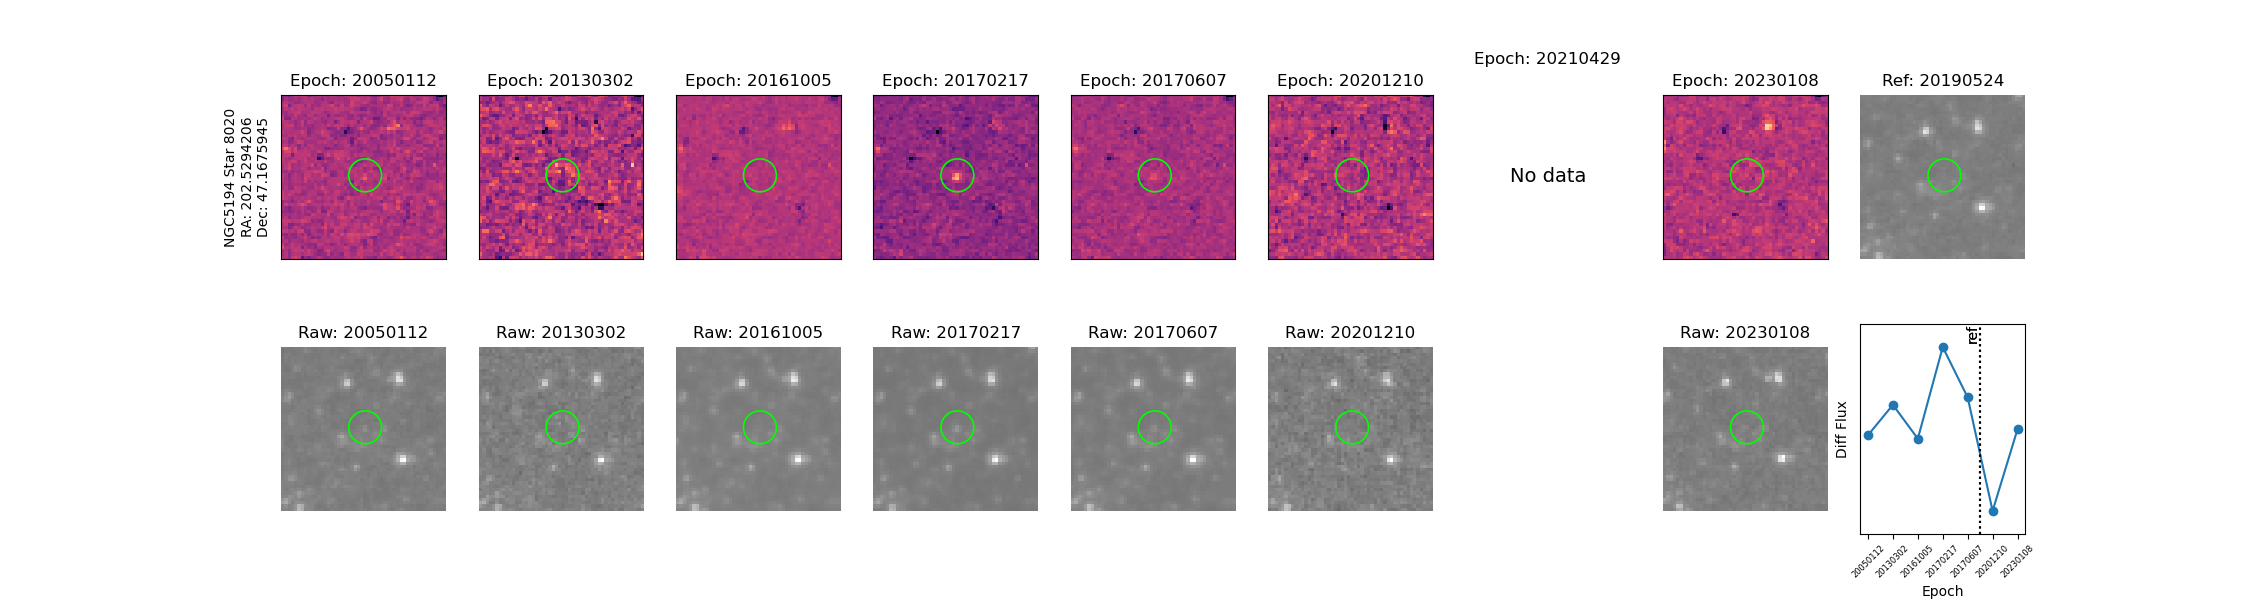 NGC5194 Star 8020
RA: 202.5294206
Dec: 47.1675945
Epoch: 20050112
Epoch: 20130302
Epoch: 20161005
Epoch: 20170217
Epoch: 20170607
Epoch: 20201210
Epoch: 20210429
Epoch: 20230108
Ref: 20190524
No data
Raw: 20050112
Raw: 20130302
Raw: 20161005
Raw: 20170217
Raw: 20170607
Raw: 20201210
Raw: 20230108
Diff Flux
ref
20050112
20130302
20161005
20170217
20170607
20201210
20230108
Epoch